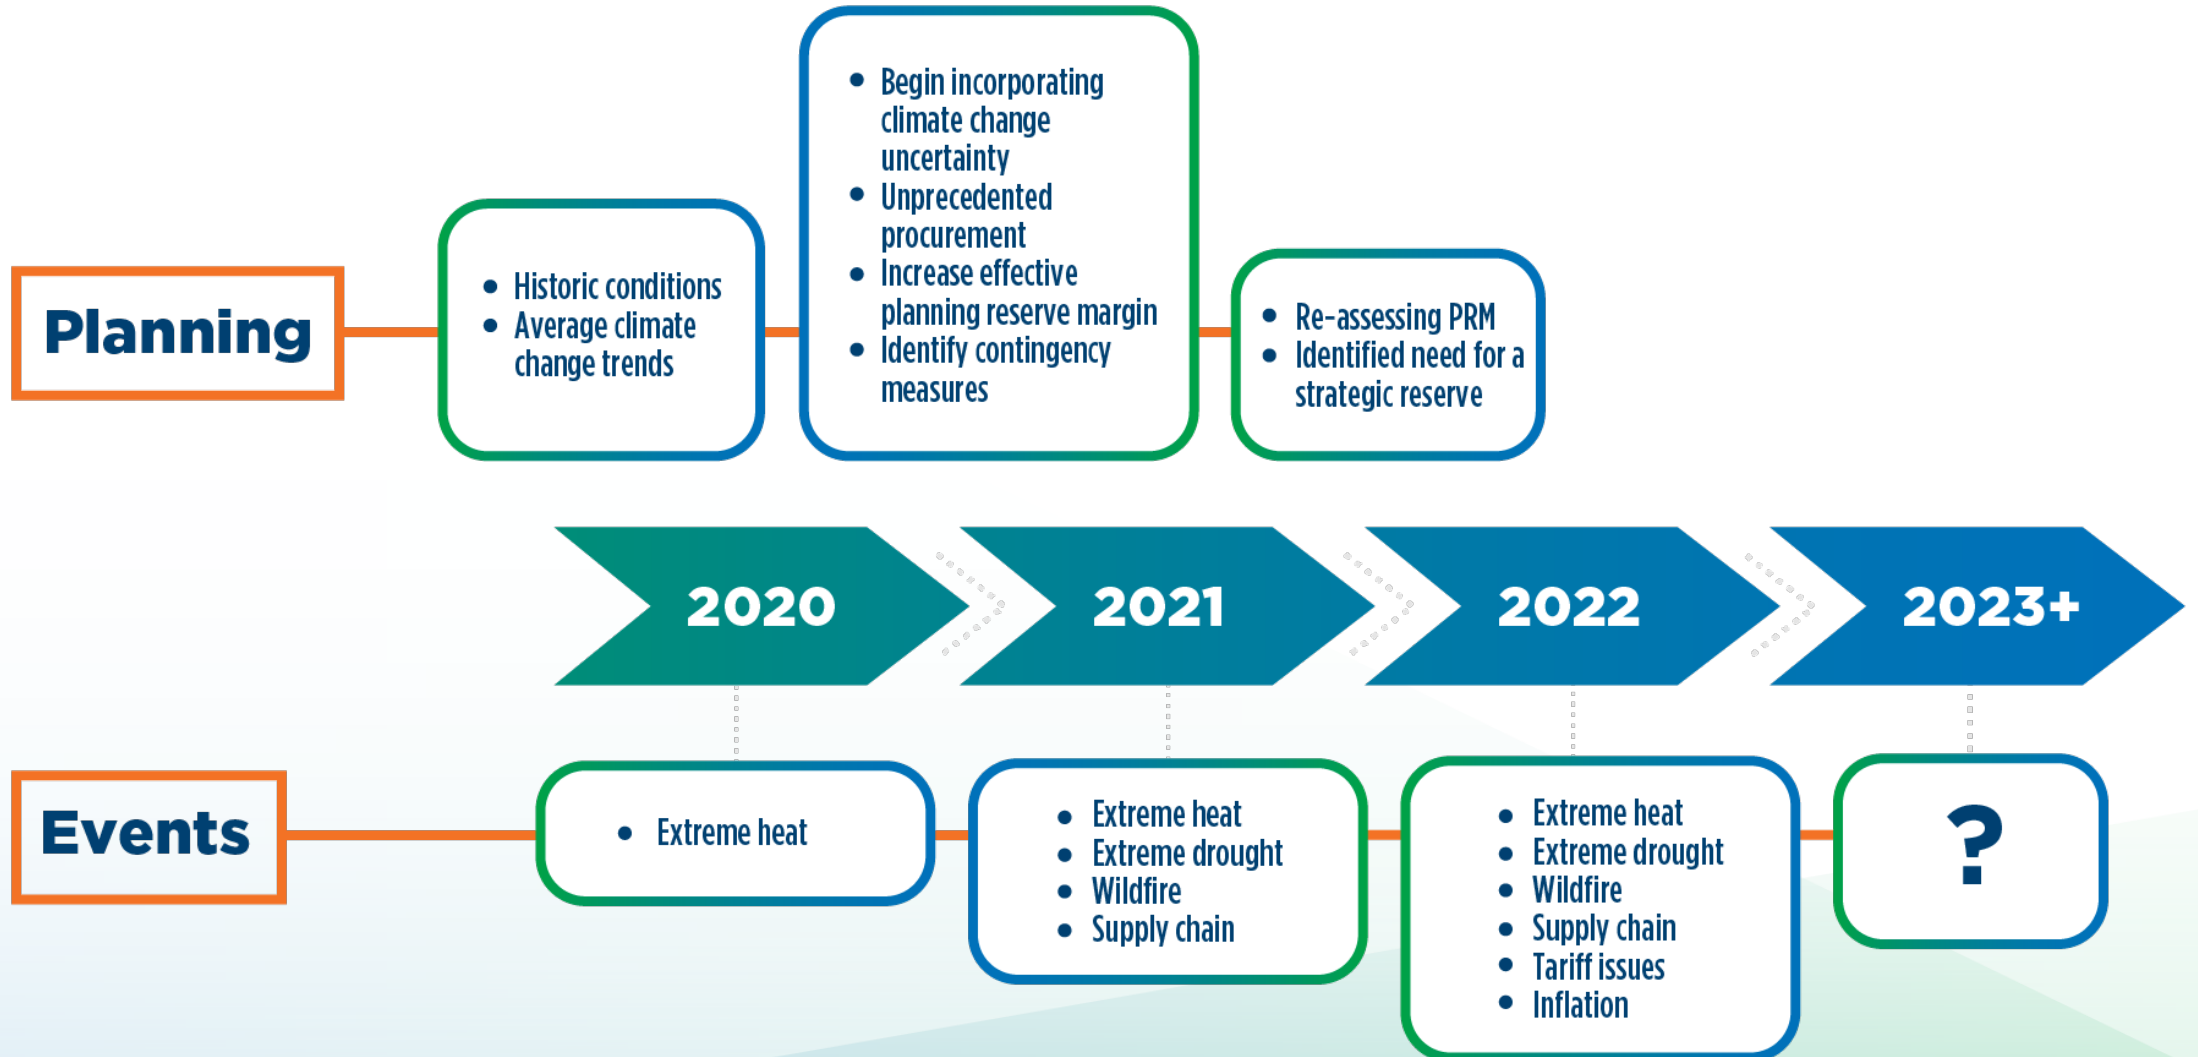 Planning
• Historic conditions
• Average climate
change trends
• Begin incorporating
climate change
uncertainty
• Unprecedented
procurement
• Increase effective
planning reserve margin
• Identify contingency
measures
• Re-assessing PRM
• Identified need for a
strategic reserve
2020
2021
2022
2023+
Events
• Extreme heat
• Extreme heat
• Extreme drought
• Wildfire
• Supply chain
• Extreme heat
• Extreme drought
• Wildfire
• Supply chain
• Tariff issues
• Inflation
?